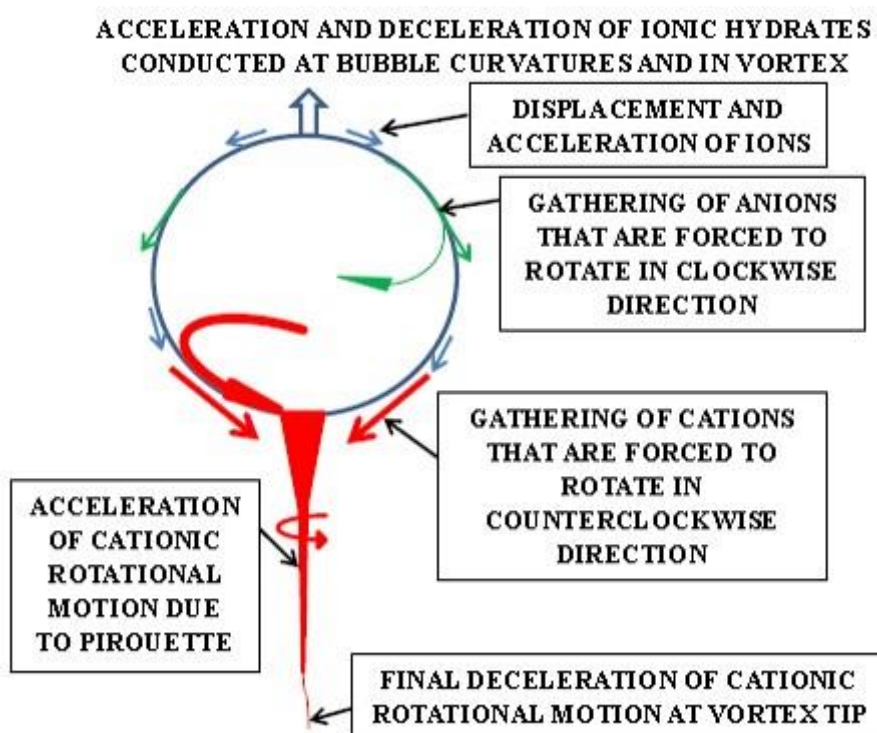 ACCELERATION AND DECELERATION OF IONIC HYDRATES
CONDUCTED AT BUBBLE CURVATURES AND IN VORTEX
DISPLACEMENT AND
ACCELERATION OF IONS
GATHERING OF ANIONS
THAT ARE FORCED TO
ROTATE IN CLOCKWISE
DIRECTION
GATHERING OF CATIONS
THAT ARE FORCED TO
ROTATE IN
COUNTERCLOCKWISE
DIRECTION
ACCELERATION
OF CATIONIC
ROTATIONAL
MOTION DUE
TO PIROUETTE
FINAL DECELERATION OF CATIONIC
ROTATIONAL MOTION AT VORTEX TIP